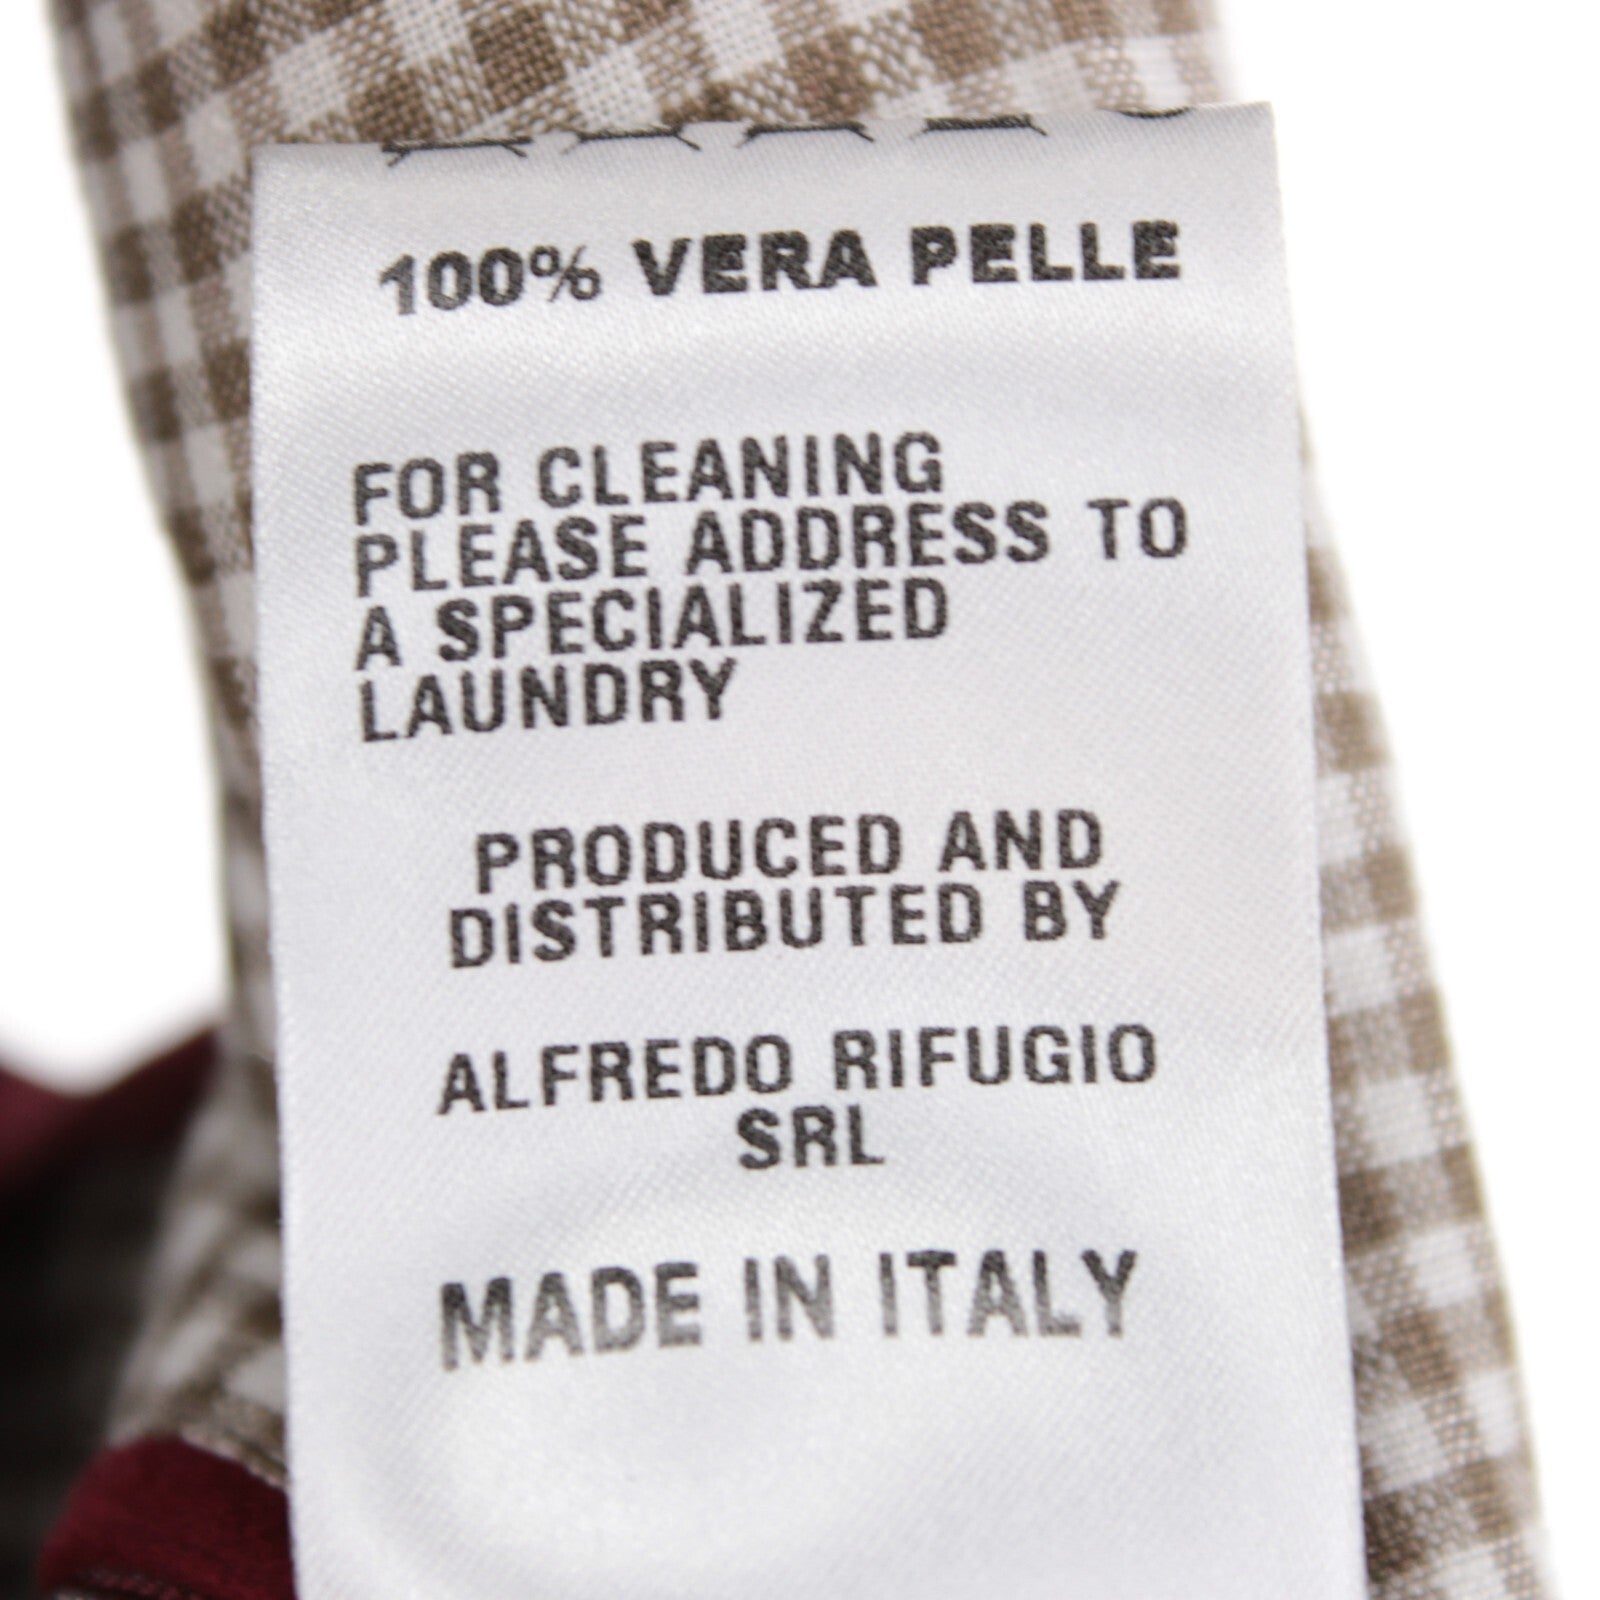 100% VERA PELLE
FOR CLEANING
PLEASE ADDRESS TO
A SPECIALIZED
LAUNDRY
PRODUCED AND
DISTRIBUTED BY
ALFREDO RIFUGIO
SRL
MADE IN ITALY